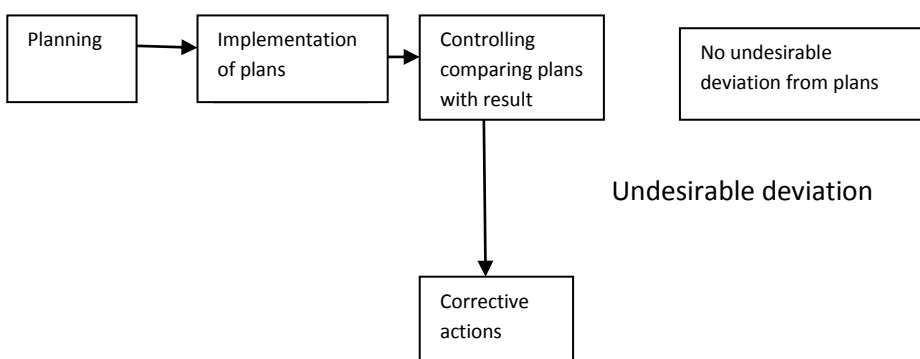 Planning
Implementation
of plans
Controlling
comparing plans
with result
No undesirable
deviation from plans
Undesirable deviation
Corrective
actions